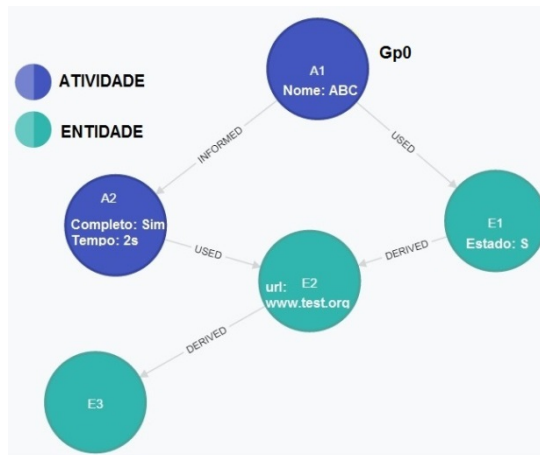 Gp0
ATIVIDADE
ENTIDADE
A1
Nome: ABC
INFORMED
USED
A2
Completo: Sim
Tempo: 2s
USED
E1
Estado: S
DERIVED
E2
url:
www.test.org
DERIVED
E3